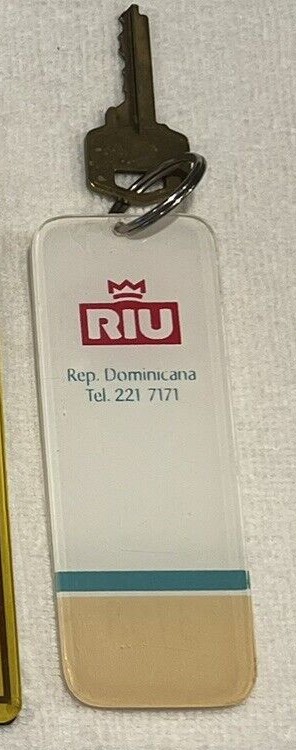 RIU
Rep. Dominicana
Tel. 221 7171